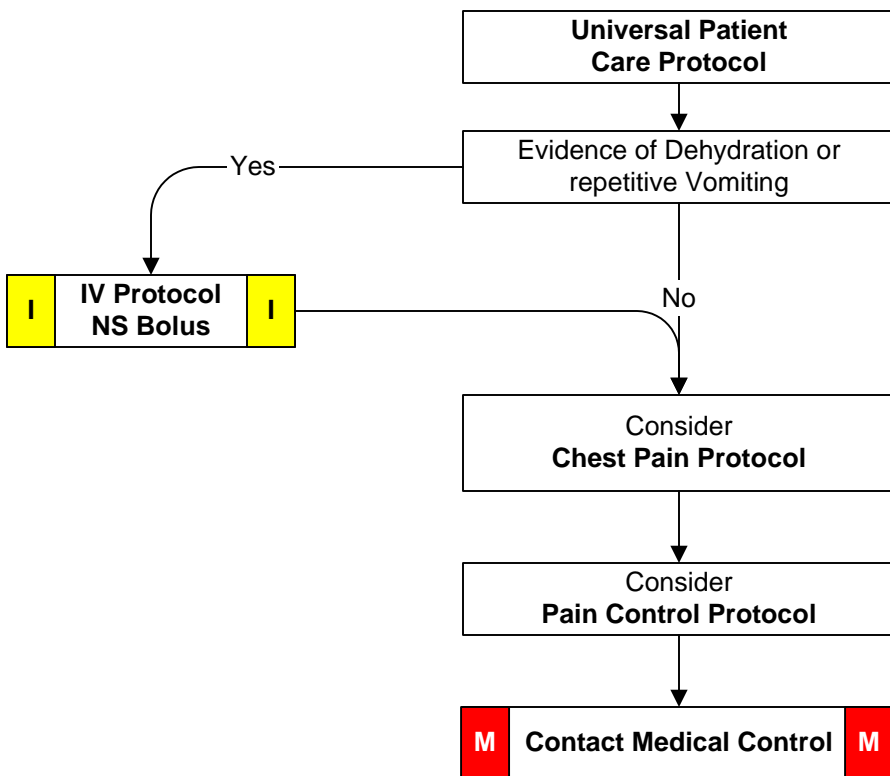 Universal Patient
Care Protocol
Evidence of Dehydration or
repetitive Vomiting
Yes
I
IV Protocol
NS Bolus
I
No
Consider
Chest Pain Protocol
Consider
Pain Control Protocol
M
Contact Medical Control
M